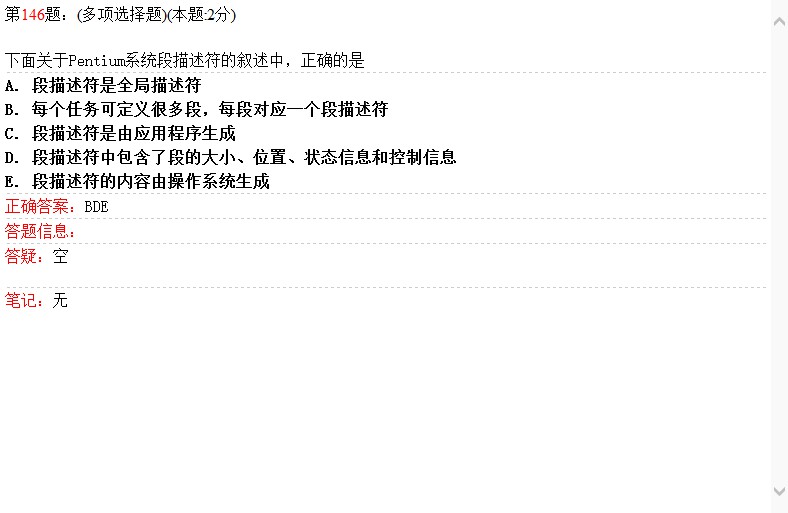 第146题：(多项选择题)(本题:2分)
下面关于Pentium系统段描述符的叙述中，正确的是
A. 段描述符是全局描述符
B. 每个任务可定义很多段，每段对应一个段描述符
C. 段描述符是由应用程序生成
D. 段描述符中包含了段的大小、位置、状态信息和控制信息
E. 段描述符的内容由操作系统生成
正确答案：BDE
答题信息：
答疑：空
笔记：无